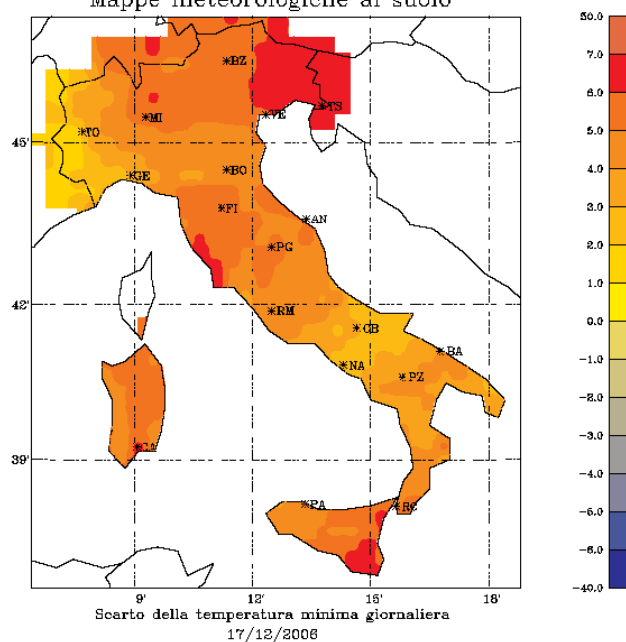 Mappe meteorologiche al suolo
50.0
7.0
6.0
5.0
4.0
3.0
2.0
1.0
0.0
-1.0
-2.0
-3.0
-4.0
-5.0
-6.0
-40.0
*BZ
*MI
*TO
*VE
*TS
45'
*GE
*BO
*FI
*AN
*PG
42'
*RM
*CB
*BA
*NA
*PZ
39'
*CA
*PA
*RC
9'
12'
15'
18'
Scarto della temperatura minima giornaliera
17/12/2006